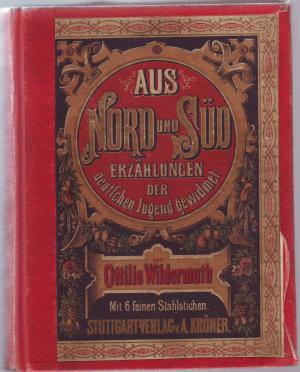 AUS
NORD UND SÜD
ERZÄHLUNGEN
DER
deutschen Jugend gewidmet
von
Ottilie Wildermuth
Mit 6 feinen Stahlstichen.
STUTTGART-VERLAG v. A. KRÖNER.